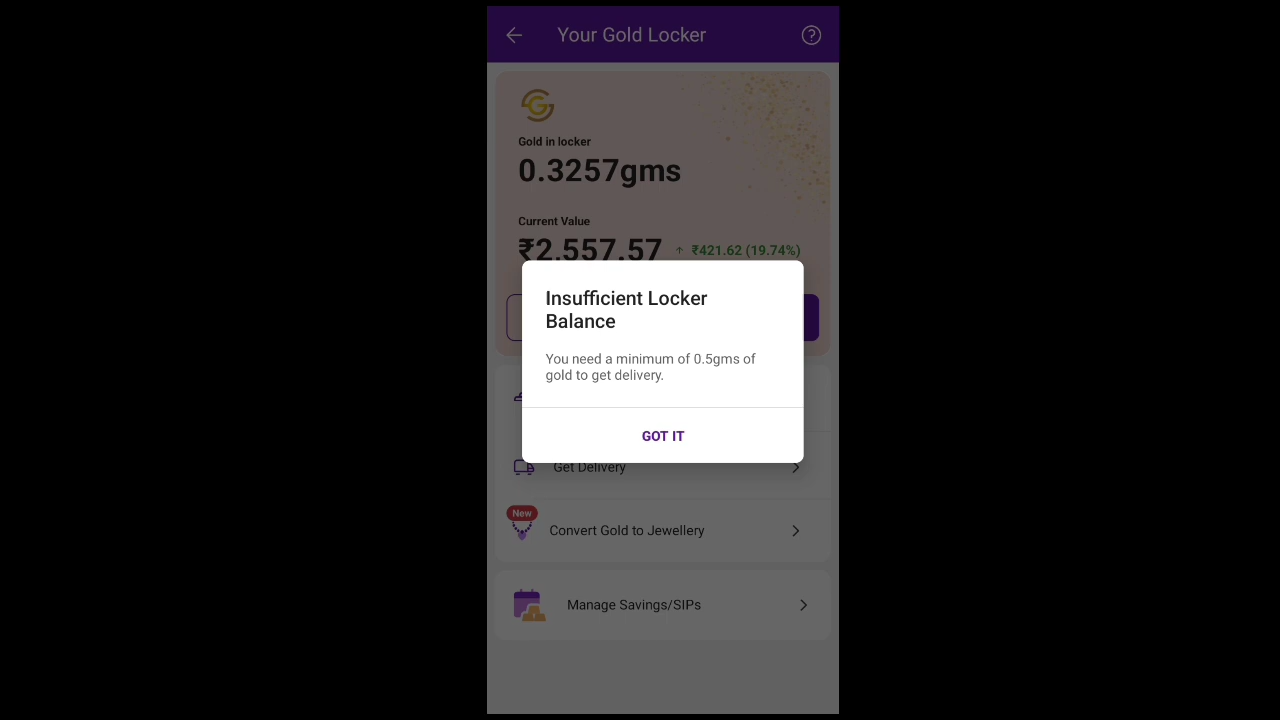 Your Gold Locker
Gold in locker
0.3257gms
Current Value
₹2,557.57 ↑ ₹421.62 (19.74%)
Insufficient Locker
Balance
You need a minimum of 0.5gms of
gold to get delivery.
GOT IT
Get Delivery
New
Convert Gold to Jewellery
Manage Savings/SIPs